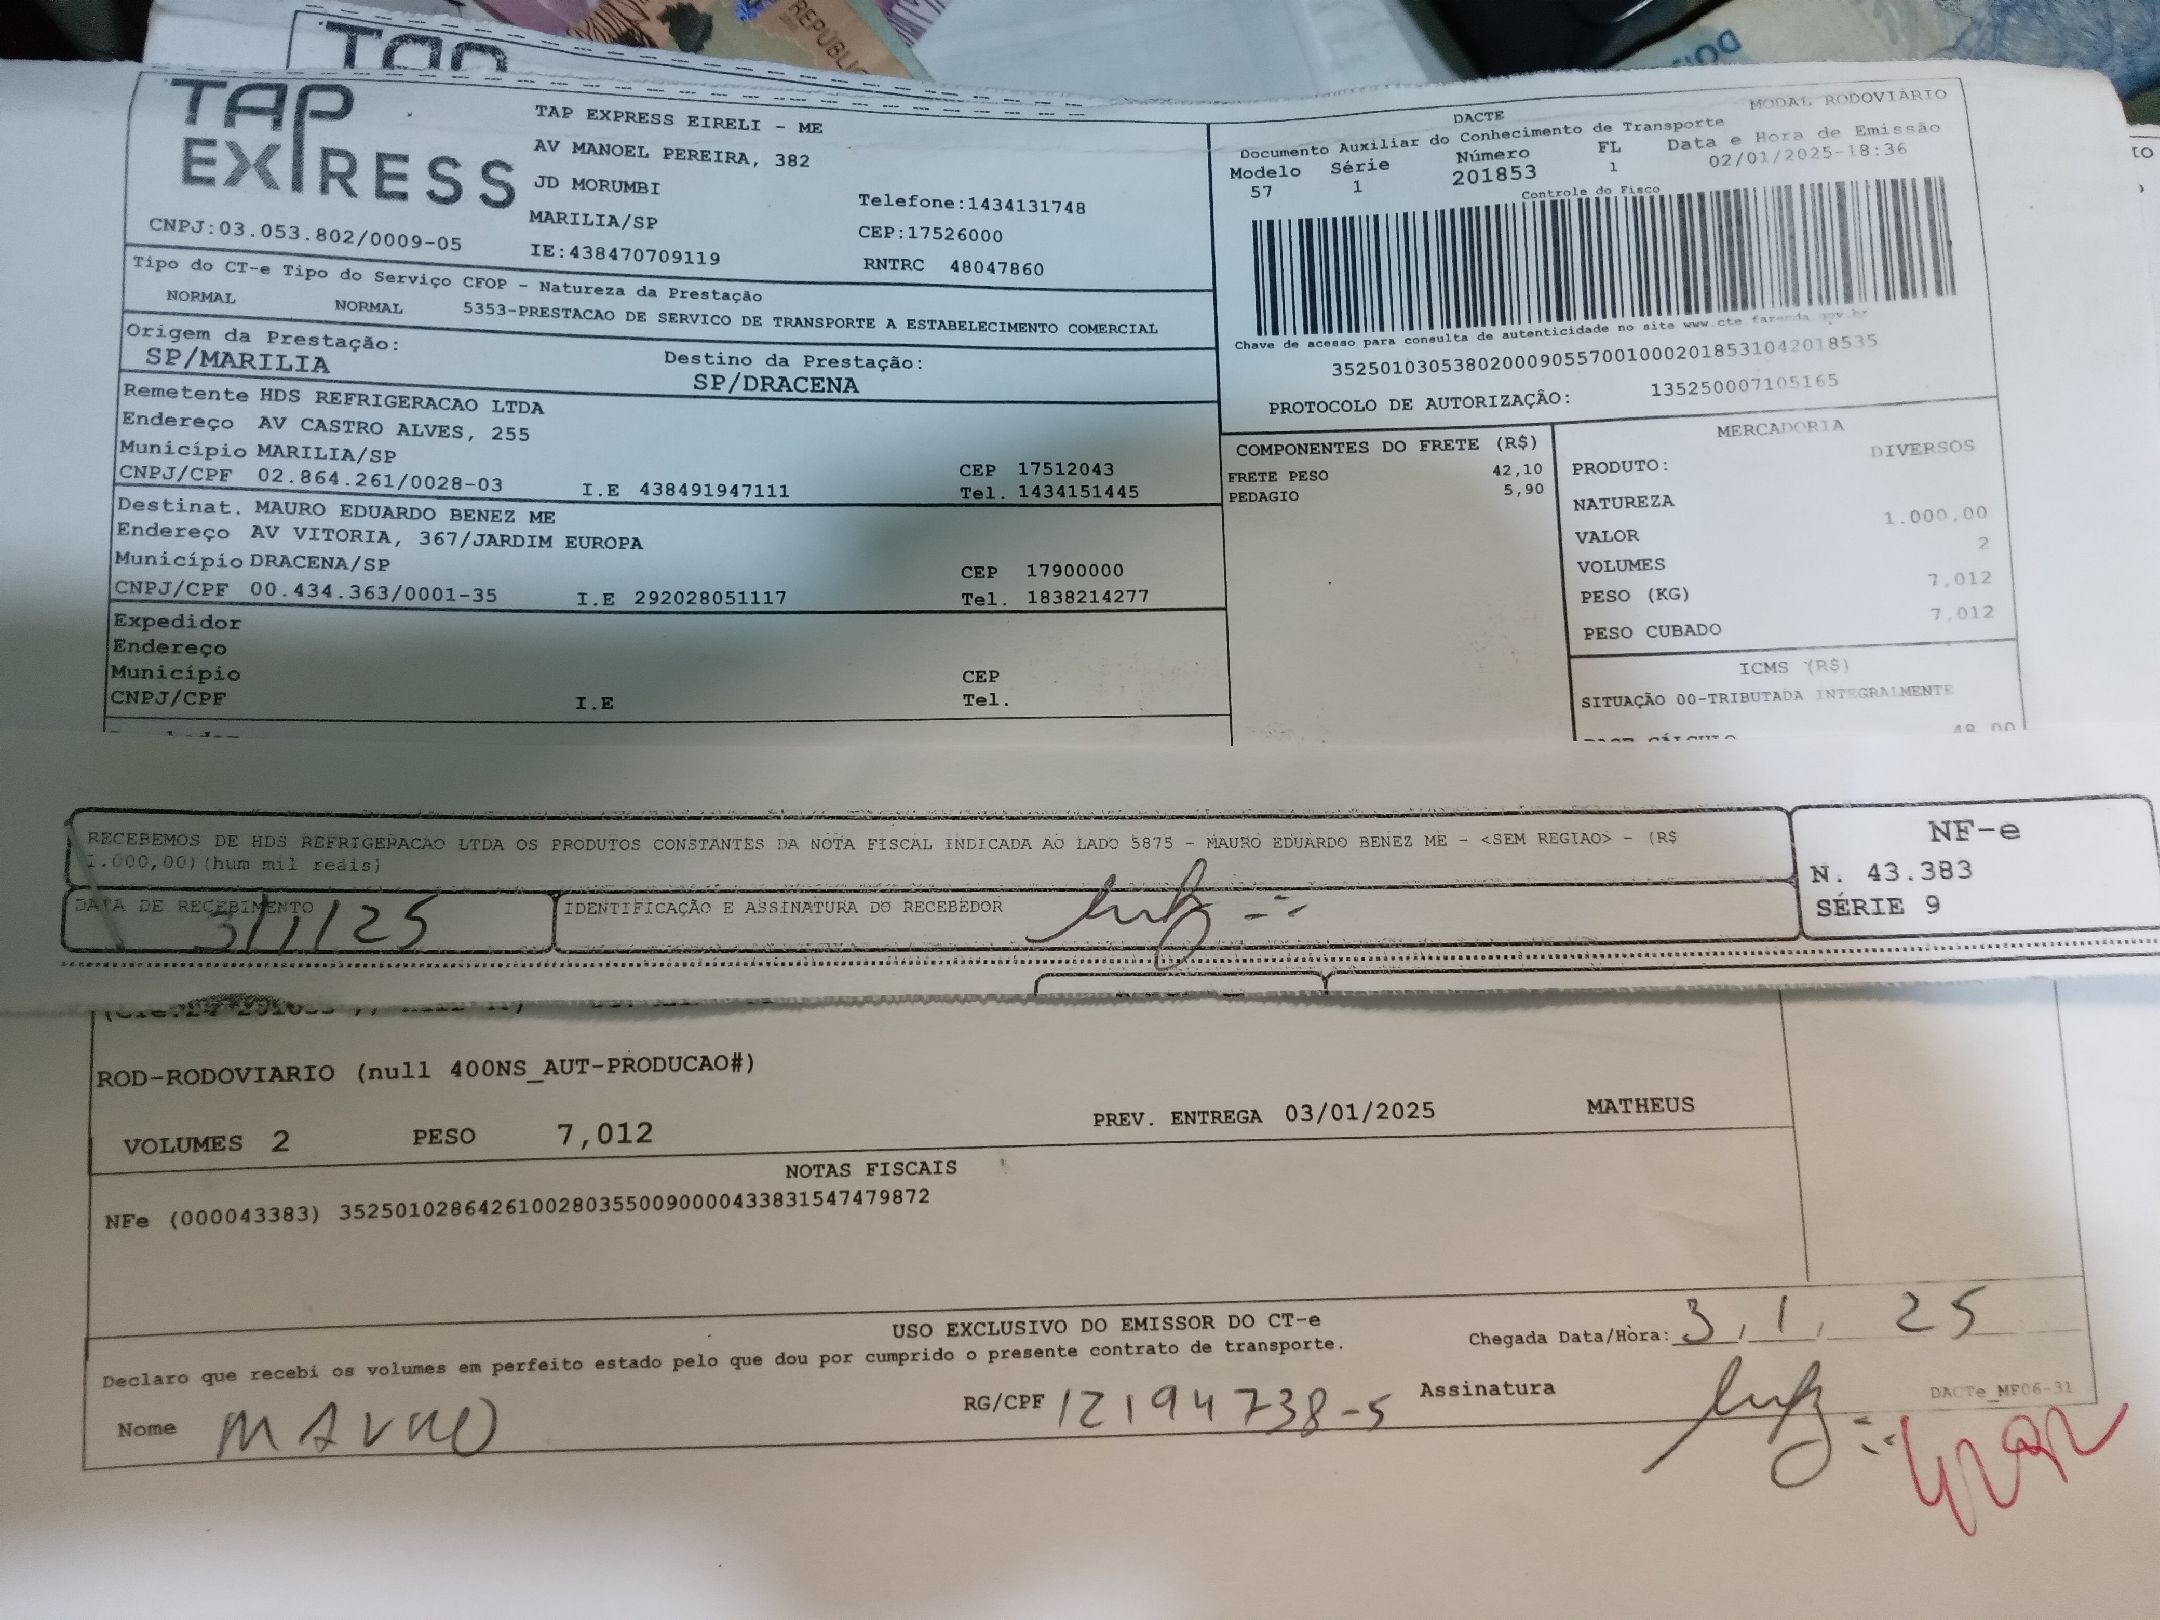 REPÚBLIC
TAP
TAP EXPRESS
TAP EXPRESS EIRELI - ME
AV MANOEL PEREIRA, 382
JD MORUMBI
Telefone:1434131748
MARILIA/SP
CEP:17526000
CNPJ:03.053.802/0009-05
IE:438470709119
RNTRC 48047860
DACTE
MODAL RODOVIÁRIO
Documento Auxiliar do Conhecimento de Transporte
Modelo Série Número FL Data e Hora de Emissão
57 1 201853 1 02/01/2025-18:36
Controle do Fisco
Chave de acesso para consulta de autenticidade no site www.cte fazenda.gov.br
35250103053802000905570010002018531042018535
PROTOCOLO DE AUTORIZAÇÃO: 135250007105165
Tipo do CT-e Tipo do Serviço CFOP - Natureza da Prestação
NORMAL NORMAL 5353-PRESTACAO DE SERVICO DE TRANSPORTE A ESTABELECIMENTO COMERCIAL
Origem da Prestação:
SP/MARILIA
Destino da Prestação:
SP/DRACENA
Remetente HDS REFRIGERACAO LTDA
Endereço AV CASTRO ALVES, 255
Município MARILIA/SP CEP 17512043
CNPJ/CPF 02.864.261/0028-03 I.E 438491947111 Tel. 1434151445
Destinat. MAURO EDUARDO BENEZ ME
Endereço AV VITORIA, 367/JARDIM EUROPA
Município DRACENA/SP CEP 17900000
CNPJ/CPF 00.434.363/0001-35 I.E 292028051117 Tel. 1838214277
Expedidor
Endereço
Município CEP
CNPJ/CPF I.E Tel.
COMPONENTES DO FRETE (R$)
FRETE PESO 42,10
PEDAGIO 5,90
MERCADORIA
PRODUTO: DIVERSOS
NATUREZA
VALOR 1.000,00
VOLUMES 2
PESO (KG) 7,012
PESO CUBADO 7,012
ICMS (R$)
SITUAÇÃO 00-TRIBUTADA INTEGRALMENTE
48,00
RECEBEMOS DE HDS REFRIGERACAO LTDA OS PRODUTOS CONSTANTES DA NOTA FISCAL INDICADA AO LADO 5875 - MAURO EDUARDO BENEZ ME - <SEM REGIAO> - (R$
1.000,00) (hum mil reais)
DATA DE RECEBIMENTO
3/1/25
IDENTIFICAÇÃO E ASSINATURA DO RECEBEDOR
NF-e
N. 43.383
SÉRIE 9
ROD-RODOVIARIO (null 400NS_AUT-PRODUCAO#)
VOLUMES 2 PESO 7,012 PREV. ENTREGA 03/01/2025 MATHEUS
NOTAS FISCAIS
NFe (000043383) 35250102864261002803550090000433831547479872
USO EXCLUSIVO DO EMISSOR DO CT-e
Declaro que recebi os volumes em perfeito estado pelo que dou por cumprido o presente contrato de transporte.
Chegada Data/Hora: 3, 1, 25
Nome MAURO RG/CPF 12194738-5 Assinatura
DACTe_MF06-31